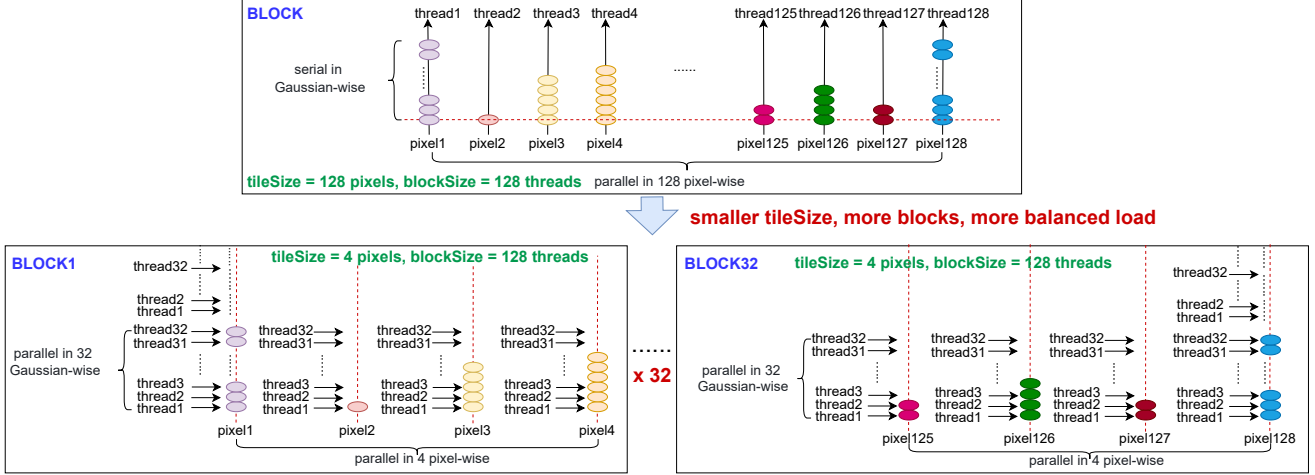 BLOCK
thread1 thread2 thread3 thread4 thread125 thread126 thread127 thread128
serial in
Gaussian-wise
......
pixel1 pixel2 pixel3 pixel4 pixel125 pixel126 pixel127 pixel128
tileSize = 128 pixels, blockSize = 128 threads
parallel in 128 pixel-wise
smaller tileSize, more blocks, more balanced load
BLOCK1
tileSize = 4 pixels, blockSize = 128 threads
thread32
thread2
thread1
thread32 thread32 thread32 thread32
thread31 thread31 thread31 thread31
parallel in 32
Gaussian-wise
thread3 thread3 thread3 thread3
thread2 thread2 thread2 thread2
thread1 thread1 thread1 thread1
pixel1 pixel2 pixel3 pixel4
parallel in 4 pixel-wise
......
x 32
BLOCK32
tileSize = 4 pixels, blockSize = 128 threads
thread32
thread2
thread1
thread32 thread32 thread32 thread32
thread31 thread31 thread31 thread31
parallel in 32
Gaussian-wise
thread3 thread3 thread3 thread3
thread2 thread2 thread2 thread2
thread1 thread1 thread1 thread1
pixel125 pixel126 pixel127 pixel128
parallel in 4 pixel-wise